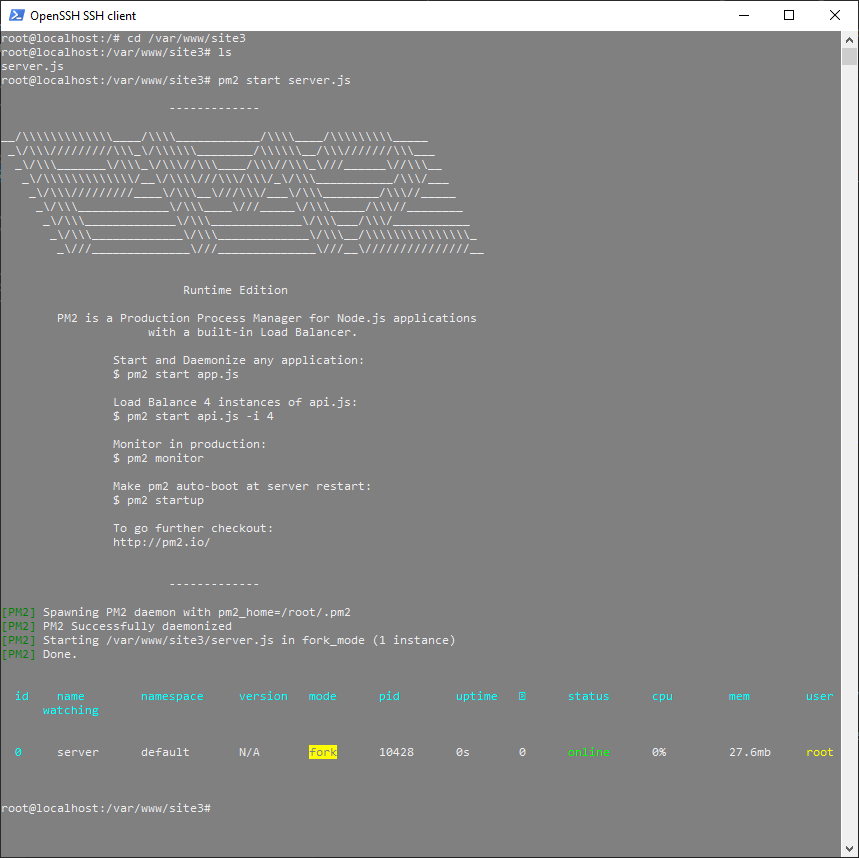 OpenSSH SSH client
root@localhost:/# cd /var/www/site3
root@localhost:/var/www/site3# ls
server.js
root@localhost:/var/www/site3# pm2 start server.js
-------------
__/\\\\\\\\\\\\\____/\\\\____________/\\\\____/\\\\\\\\\_____
_\/\\\/////////\\\_\/\\\\\\________/\\\\\\__/\\\///////\\\___
_\/\\\_______\/\\\_\/\\\//\\\____/\\\//\\\_\///______\//\\\__
_\/\\\\\\\\\\\\\/__\/\\\\///\\\/\\\/_\/\\\___________/\\\/___
_\/\\\/////////____\/\\\__\///\\\/___\/\\\________/\\\//_____
_\/\\\_____________\/\\\____\///_____\/\\\_____/\\\//________
_\/\\\_____________\/\\\_____________\/\\\___/\\\/___________
_\/\\\_____________\/\\\_____________\/\\\__/\\\\\\\\\\\\\\\_
_\///______________\///______________\///__\///////////////__
Runtime Edition
PM2 is a Production Process Manager for Node.js applications
with a built-in Load Balancer.
Start and Daemonize any application:
$ pm2 start app.js
Load Balance 4 instances of api.js:
$ pm2 start api.js -i 4
Monitor in production:
$ pm2 monitor
Make pm2 auto-boot at server restart:
$ pm2 startup
To go further checkout:
http://pm2.io/
-------------
[PM2] Spawning PM2 daemon with pm2_home=/root/.pm2
[PM2] PM2 Successfully daemonized
[PM2] Starting /var/www/site3/server.js in fork_mode (1 instance)
[PM2] Done.
id name namespace version mode pid uptime status cpu mem user
watching
0 server default N/A fork 10428 0s 0 online 0% 27.6mb root
root@localhost:/var/www/site3#